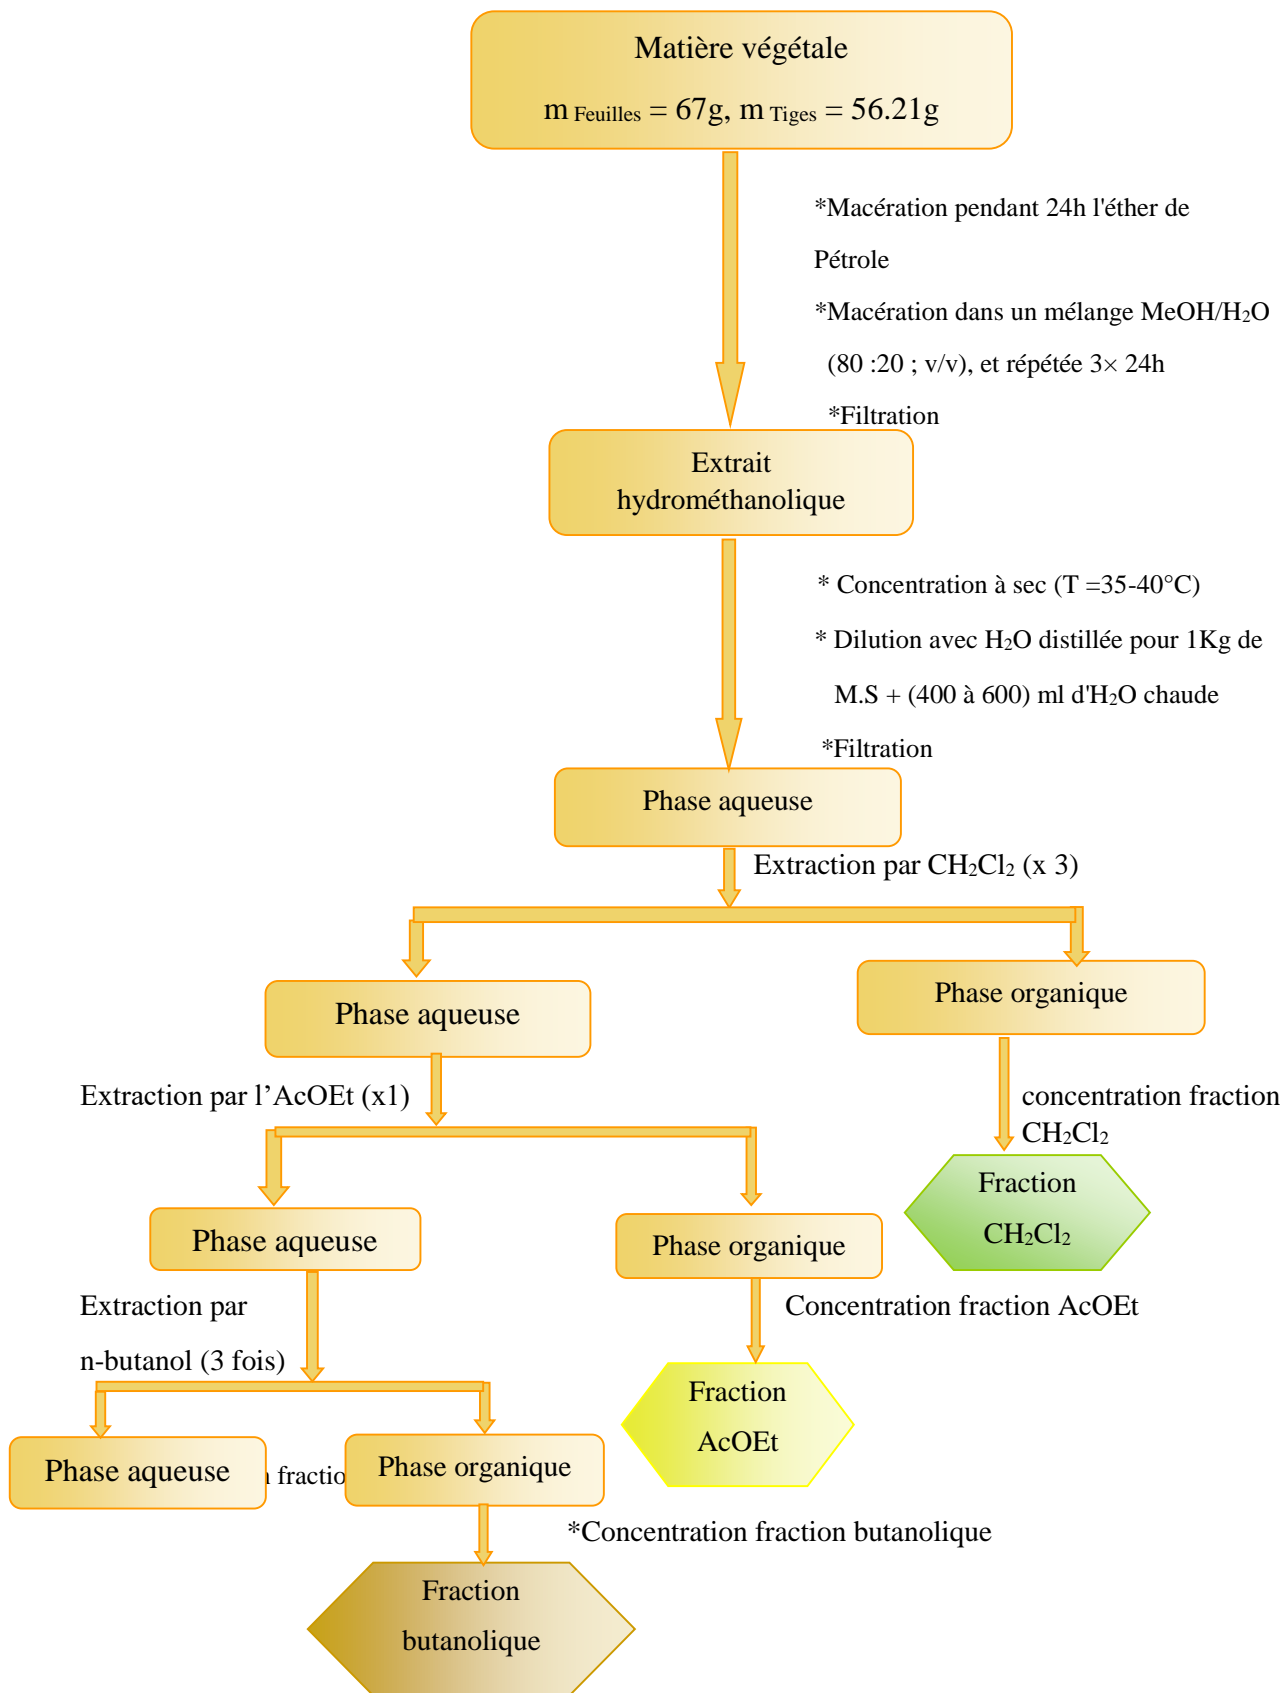 Matière végétale
m Feuilles = 67g, m Tiges = 56.21g
*Macération pendant 24h l'éther de
Pétrole
*Macération dans un mélange MeOH/H₂O
(80 :20 ; v/v), et répétée 3× 24h
*Filtration
Extrait
hydrométhanolique
* Concentration à sec (T =35-40°C)
* Dilution avec H₂O distillée pour 1Kg de
M.S + (400 à 600) ml d'H₂O chaude
*Filtration
Phase aqueuse
Extraction par CH₂Cl₂ (x 3)
Phase aqueuse
Phase organique
Extraction par l’AcOEt (x1)
concentration fraction
CH₂Cl₂
Fraction
CH₂Cl₂
Phase aqueuse
Phase organique
Extraction par
n-butanol (3 fois)
Concentration fraction AcOEt
Fraction
AcOEt
Phase aqueuse
Phase organique
*Concentration fraction butanolique
Fraction
butanolique